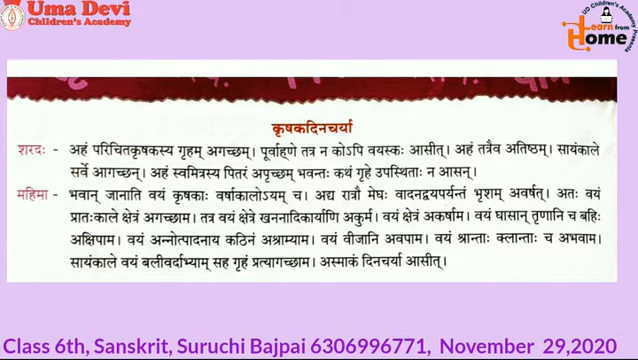 Uma Devi
Children's Academy
UD Children's Academy Presents
Learn from
Home
कृषकदिनचर्या
शरदः - अहं परिचितकृषकस्य गृहम् अगच्छम्। पूर्वाह्णे तत्र न कोऽपि वयस्कः आसीत्। अहं तत्रैव अतिष्ठम्। सायंकाले
सर्वे आगच्छन्। अहं स्वमित्रस्य पितरं अपृच्छम् भवन्तः कथं गृहे उपस्थिताः न आसन्।
महिमा - भवान् जानाति वयं कृषकाः वर्षाकालोऽयम् च। अद्य रात्रौ मेघः वादनद्वयपर्यन्तं भृशम् अवर्षत्। अतः वयं
प्रातःकाले क्षेत्रं अगच्छाम। तत्र वयं क्षेत्रे खननादिकार्याणि अकुर्म। वयं क्षेत्रं अकर्षाम। वयं घासान् तृणानि च बहिः
अक्षिपाम। वयं अन्नोत्पादनाय कठिनं अश्राम्याम। वयं वीजानि अवपाम। वयं श्रान्ताः क्लान्ताः च अभवाम।
सायंकाले वयं बलीवर्दाभ्याम् सह गृहं प्रत्यागच्छाम। अस्माकं दिनचर्या आसीत्।
Class 6th, Sanskrit, Suruchi Bajpai 6306996771, November 29,2020